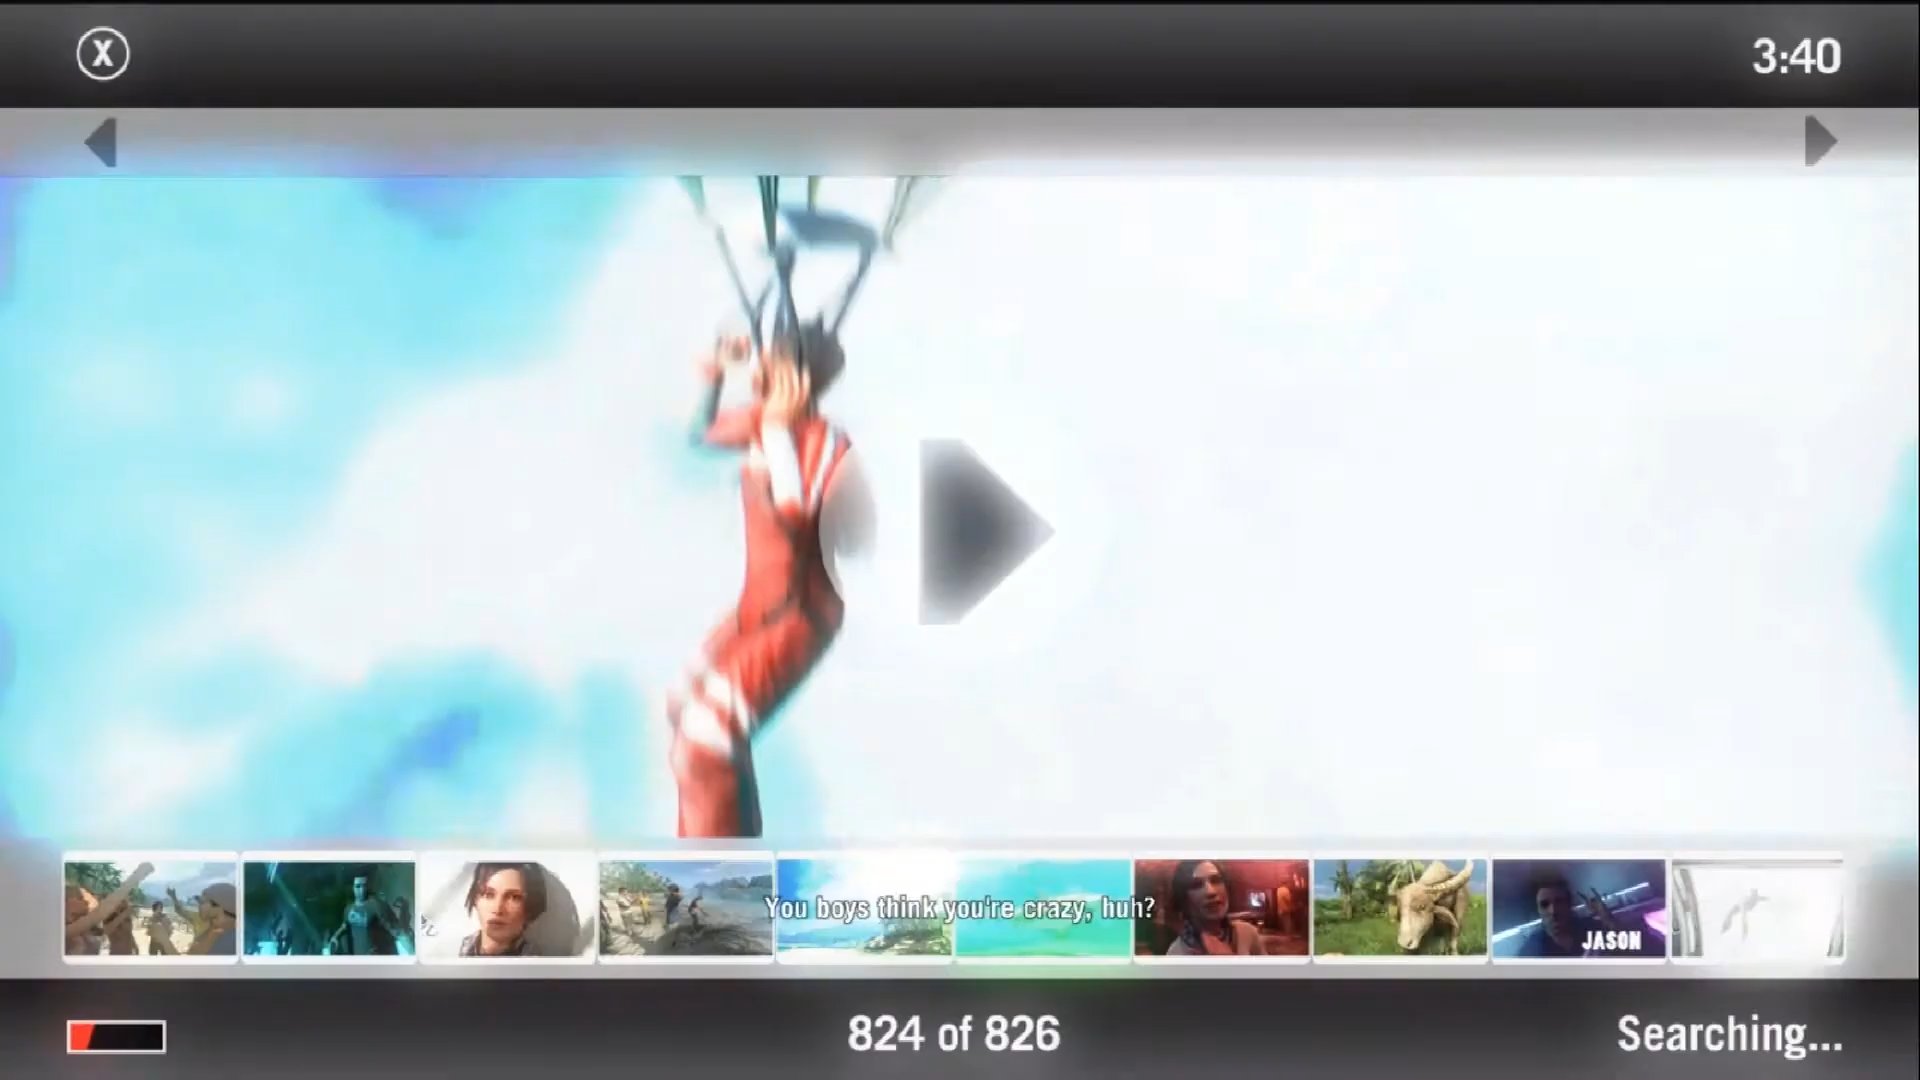 X
3:40
You boys think you're crazy, huh?
JASON
824 of 826
Searching...